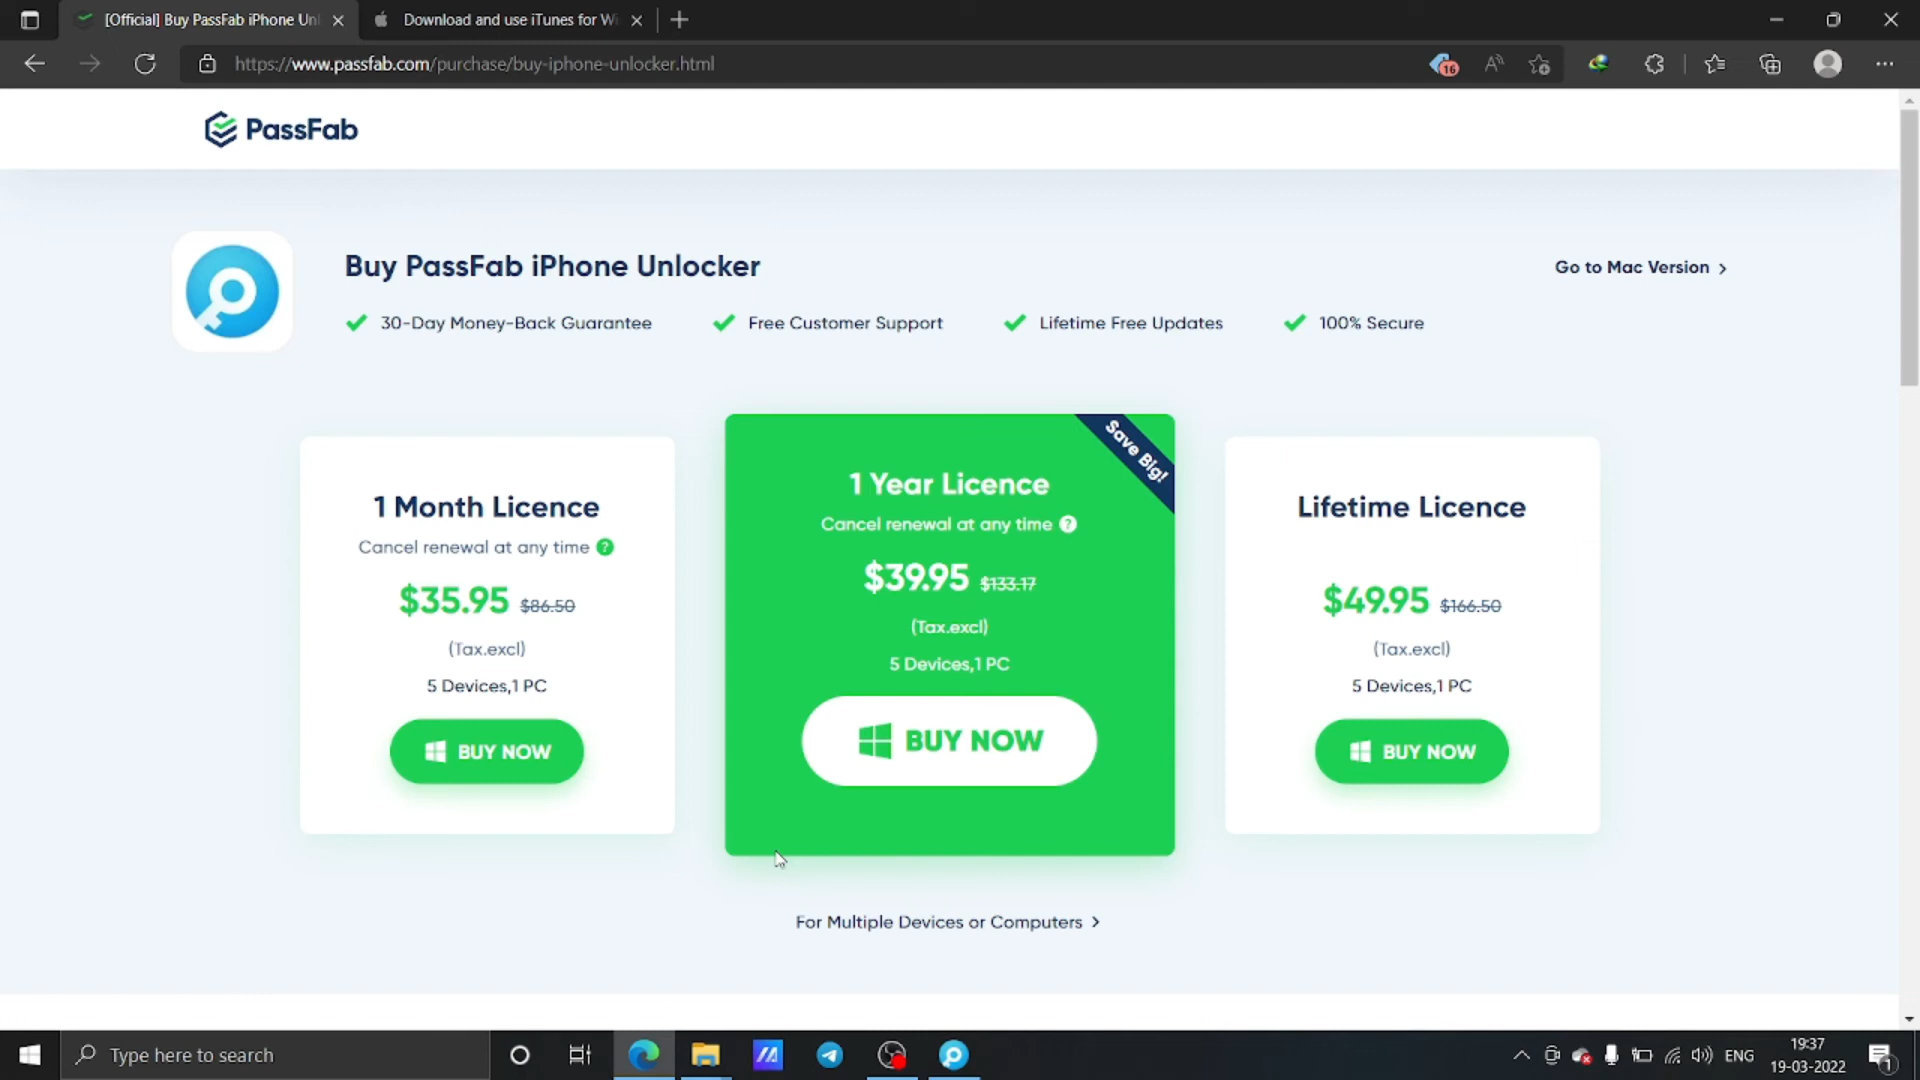 [Official] Buy PassFab iPhone Unl
Download and use iTunes for Wi
https://www.passfab.com/purchase/buy-iphone-unlocker.html
16
PassFab
Buy PassFab iPhone Unlocker
Go to Mac Version >
30-Day Money-Back Guarantee
Free Customer Support
Lifetime Free Updates
100% Secure
1 Month Licence
Cancel renewal at any time ?
$35.95 $86.50
(Tax.excl)
5 Devices,1 PC
BUY NOW
Save Big!
1 Year Licence
Cancel renewal at any time ?
$39.95 $133.17
(Tax.excl)
5 Devices,1 PC
BUY NOW
Lifetime Licence
$49.95 $166.50
(Tax.excl)
5 Devices,1 PC
BUY NOW
For Multiple Devices or Computers >
Type here to search
ENG
19:37
19-03-2022
1